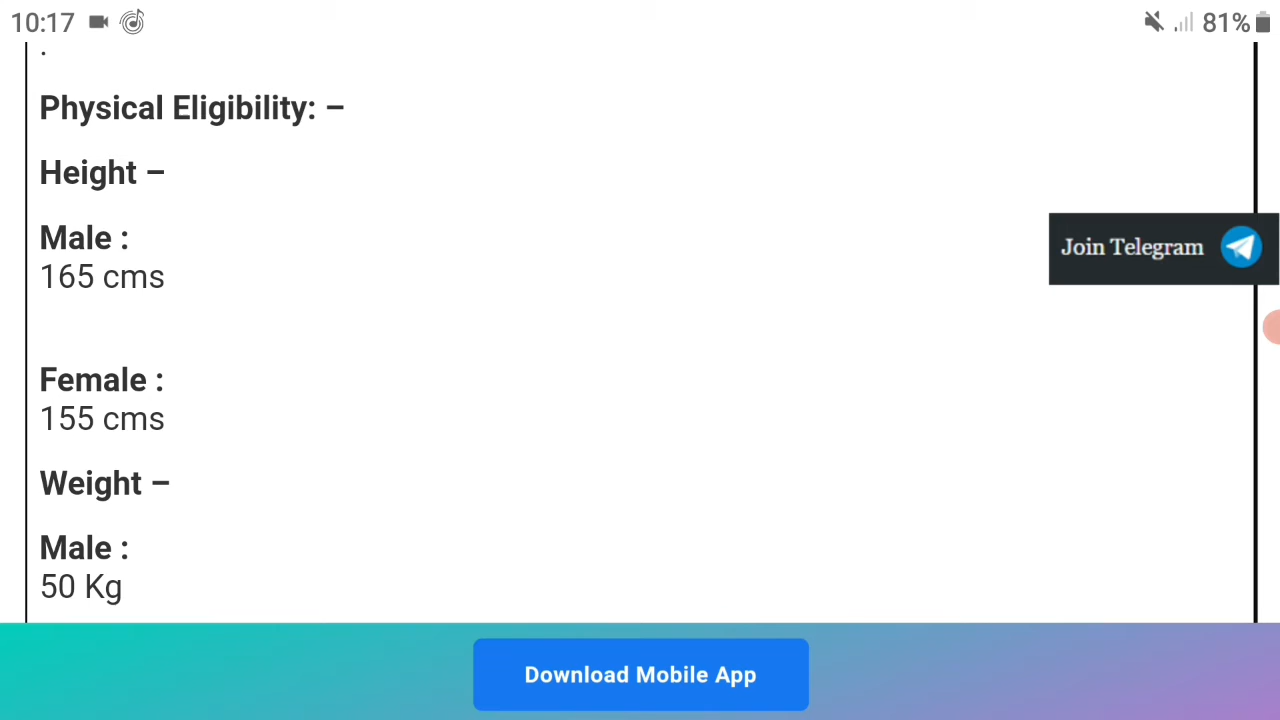 10:17
81%
.
Physical Eligibility: –
Height –
Male :
165 cms
Join Telegram
Female :
155 cms
Weight –
Male :
50 Kg
Download Mobile App